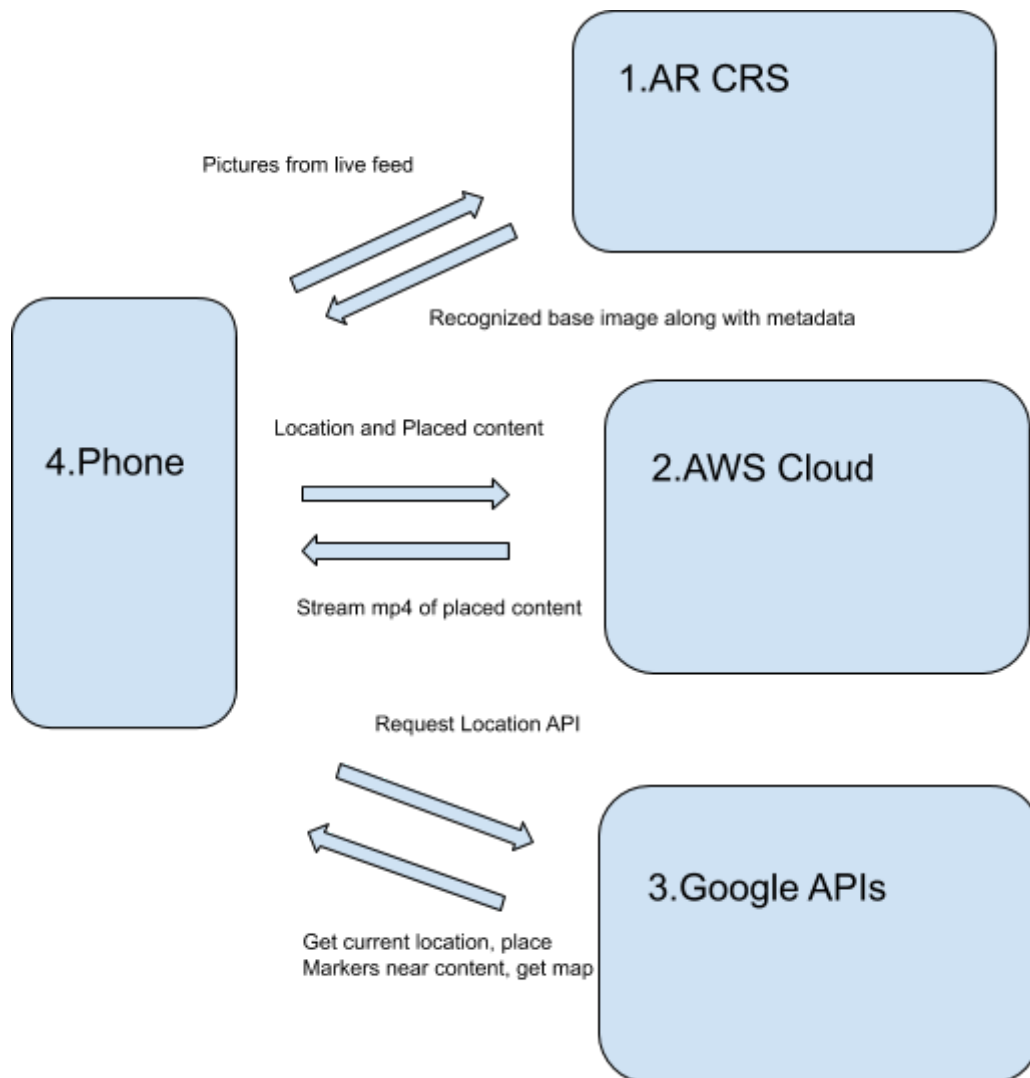 1.AR CRS
Pictures from live feed
Recognized base image along with metadata
4.Phone
Location and Placed content
2.AWS Cloud
Stream mp4 of placed content
Request Location API
3.Google APIs
Get current location, place
Markers near content, get map